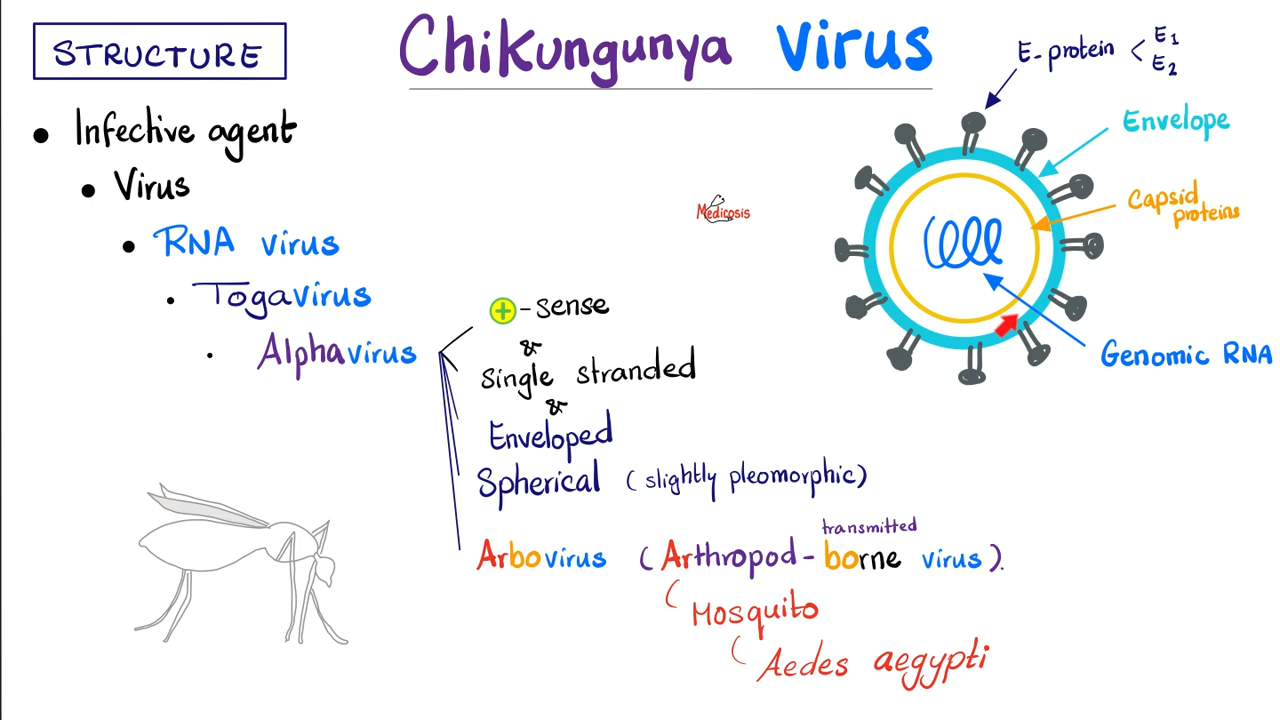 STRUCTURE
Chikungunya Virus
E-protein < E1
E2
Envelope
Capsid
proteins
Genomic RNA
• Infective agent
• Virus
• RNA virus
• Togavirus
• Alphavirus
Medicosis
+ -sense
&
Single stranded
&
Enveloped
Spherical (slightly pleomorphic)
transmitted
Arbovirus (Arthropod-borne virus).
Mosquito
Aedes aegypti